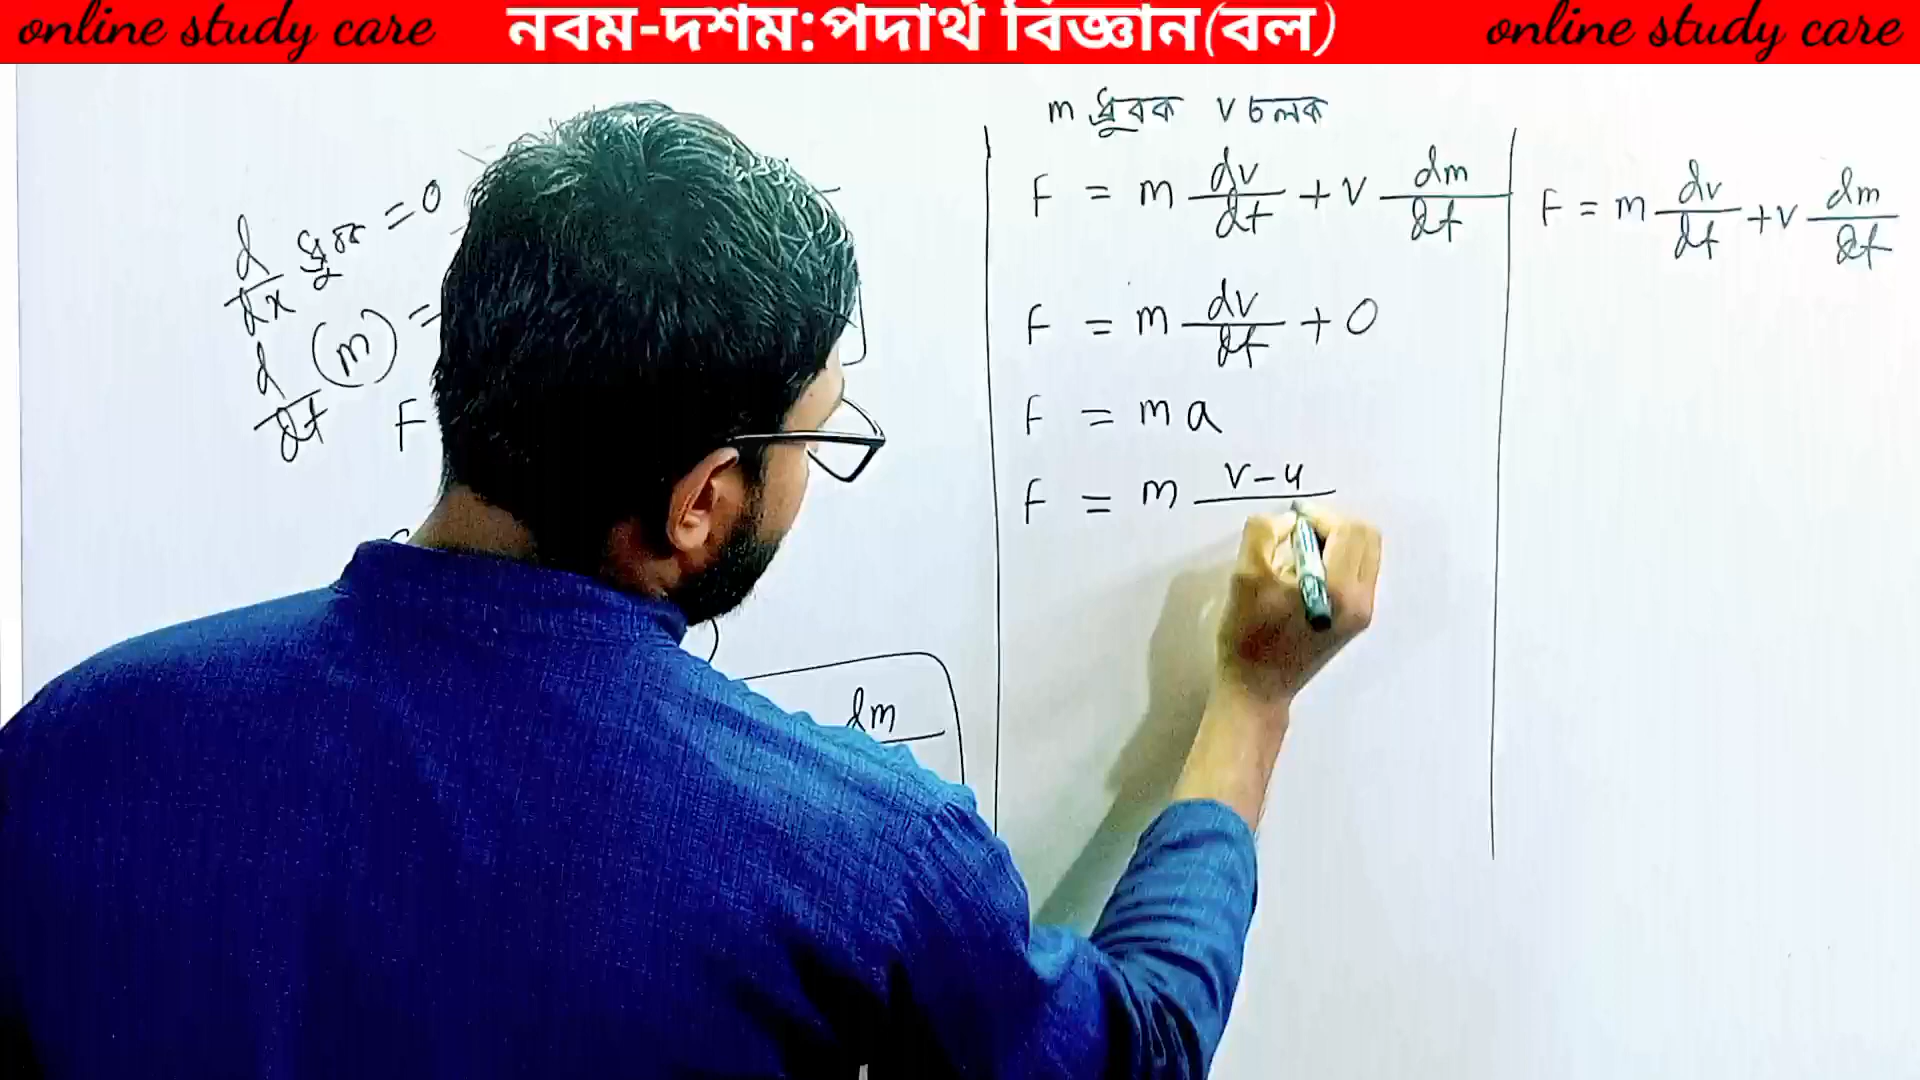 online study care
নবম-দশম:পদার্থ বিজ্ঞান(বল)
online study care
d/dx ধ্রুবক = 0
d/dt (m) =
F
dm
m ধ্রুবক v চলক
F = m dv/dt + v dm/dt
F = m dv/dt + 0
F = ma
F = m v-u
F = m dv/dt + v dm/dt